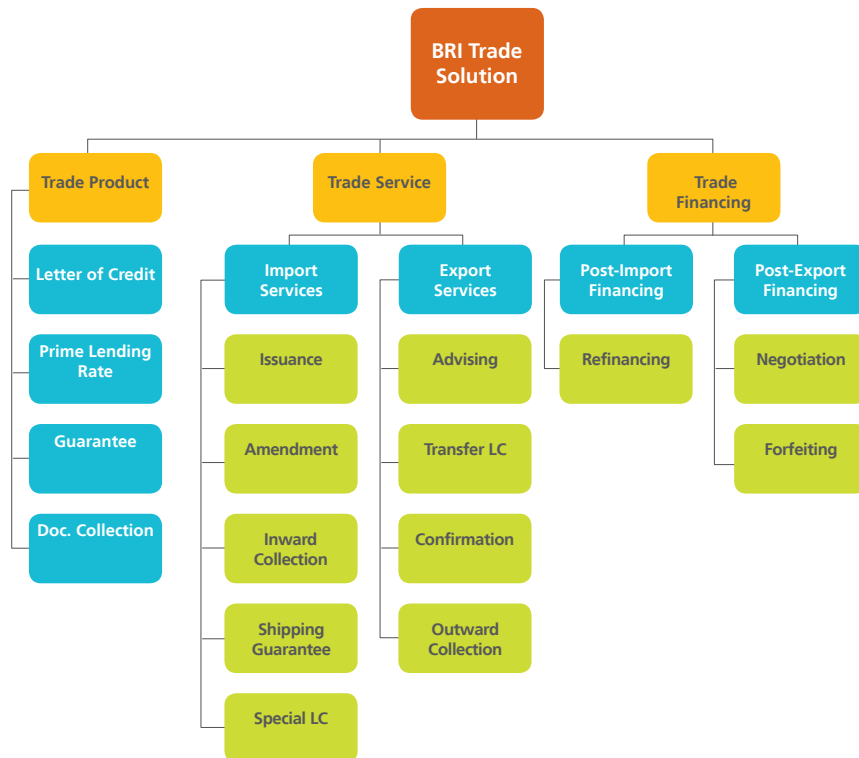 BRI Trade
Solution
Trade Product
Trade Service
Trade
Financing
Letter of Credit
Import
Services
Export
Services
Post-Import
Financing
Post-Export
Financing
Prime Lending
Rate
Issuance
Advising
Refinancing
Negotiation
Guarantee
Amendment
Transfer LC
Forfeiting
Doc. Collection
Inward
Collection
Confirmation
Shipping
Guarantee
Outward
Collection
Special LC